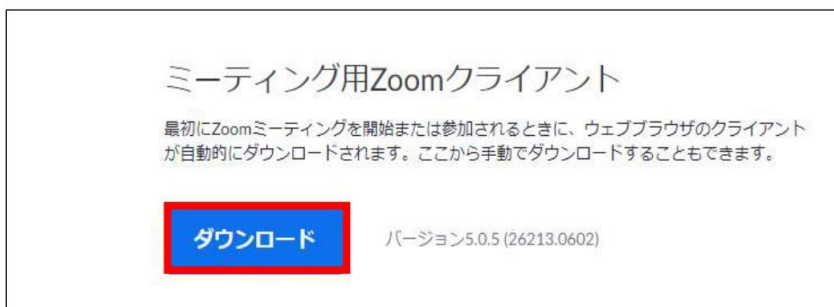 ミーティング用Zoomクライアント
最初にZoomミーティングを開始または参加されるときに、ウェブブラウザのクライアント
が自動的にダウンロードされます。ここから手動でダウンロードすることもできます。
ダウンロード
バージョン5.0.5 (26213.0602)